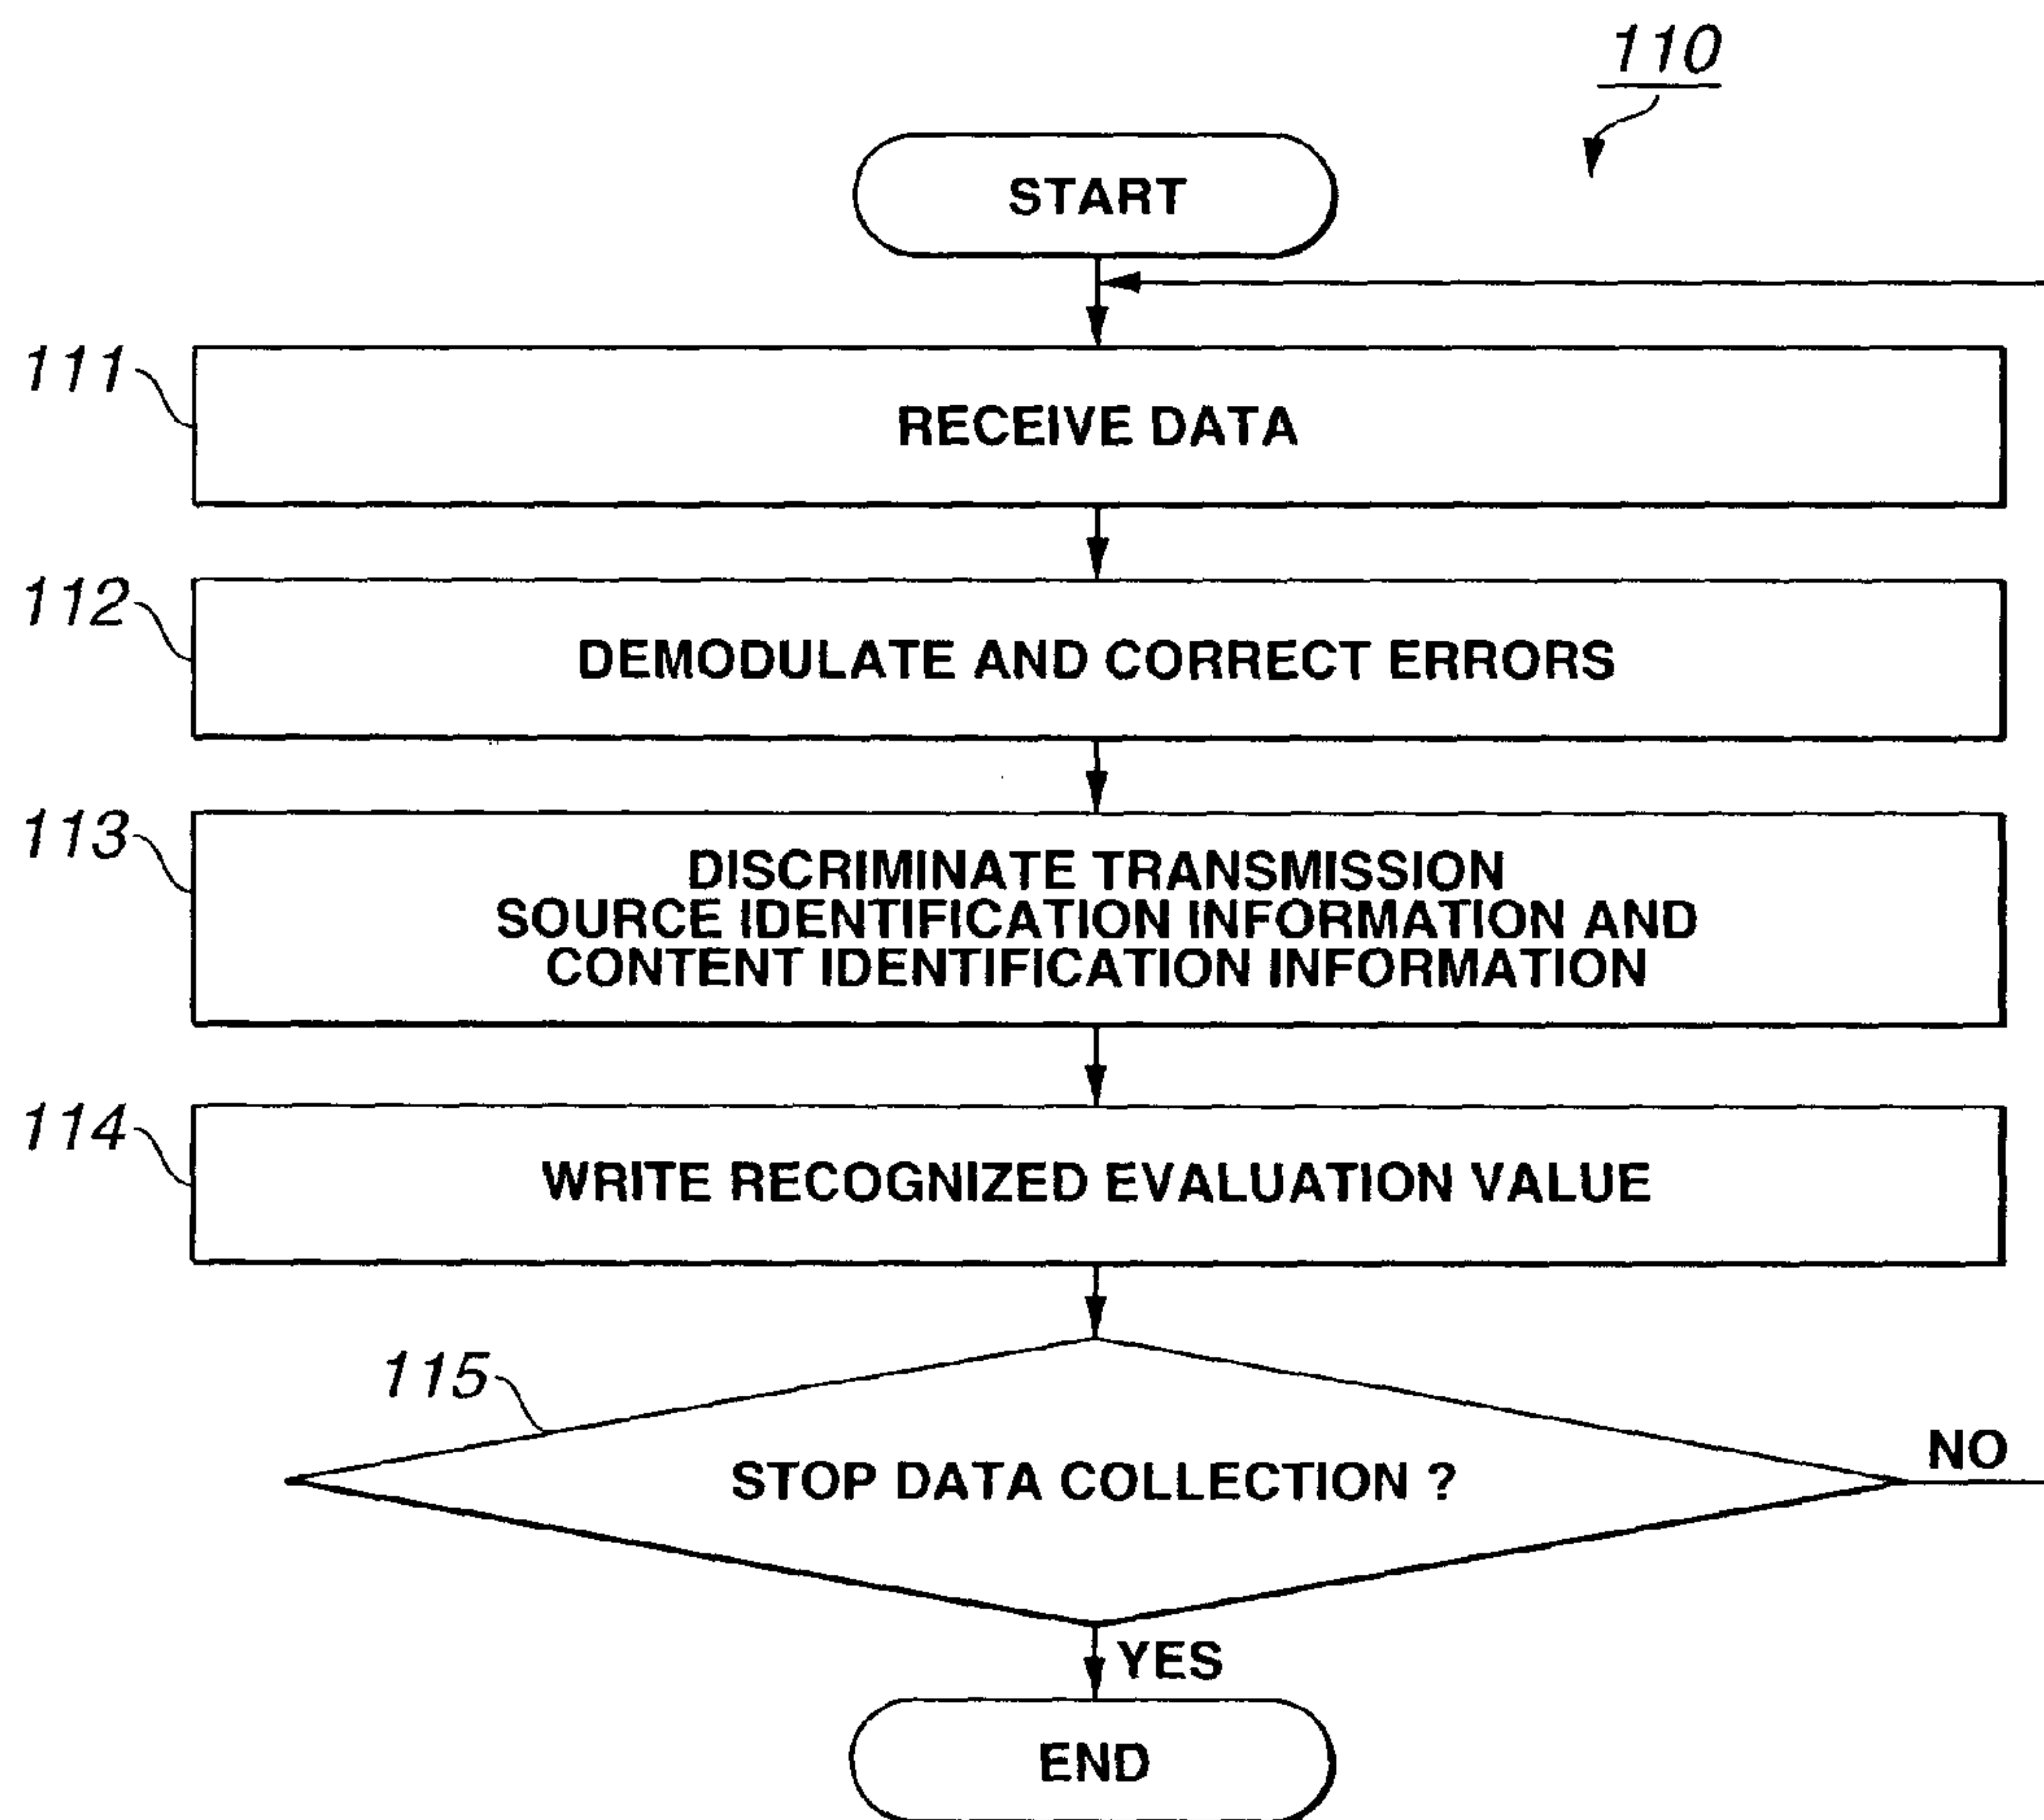 110
START
111
RECEIVE DATA
112
DEMODULATE AND CORRECT ERRORS
113
DISCRIMINATE TRANSMISSION
SOURCE IDENTIFICATION INFORMATION AND
CONTENT IDENTIFICATION INFORMATION
114
WRITE RECOGNIZED EVALUATION VALUE
115
STOP DATA COLLECTION ?
NO
YES
END